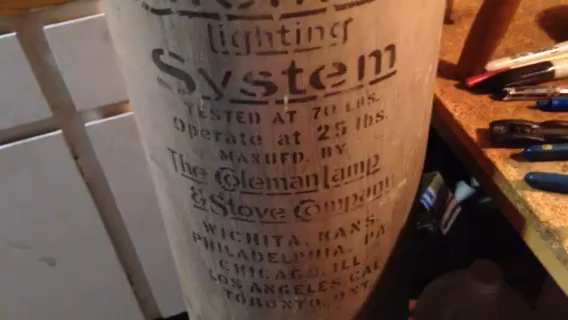 Lighting
System
TESTED AT 70 LBS.
Operate at 25 lbs.
MANUFD. BY
The Coleman Lamp
& Stove Company
WICHITA, KANS.
PHILADELPHIA, PA
CHICAGO, ILL
LOS ANGELES CAL
TORONTO, ONT